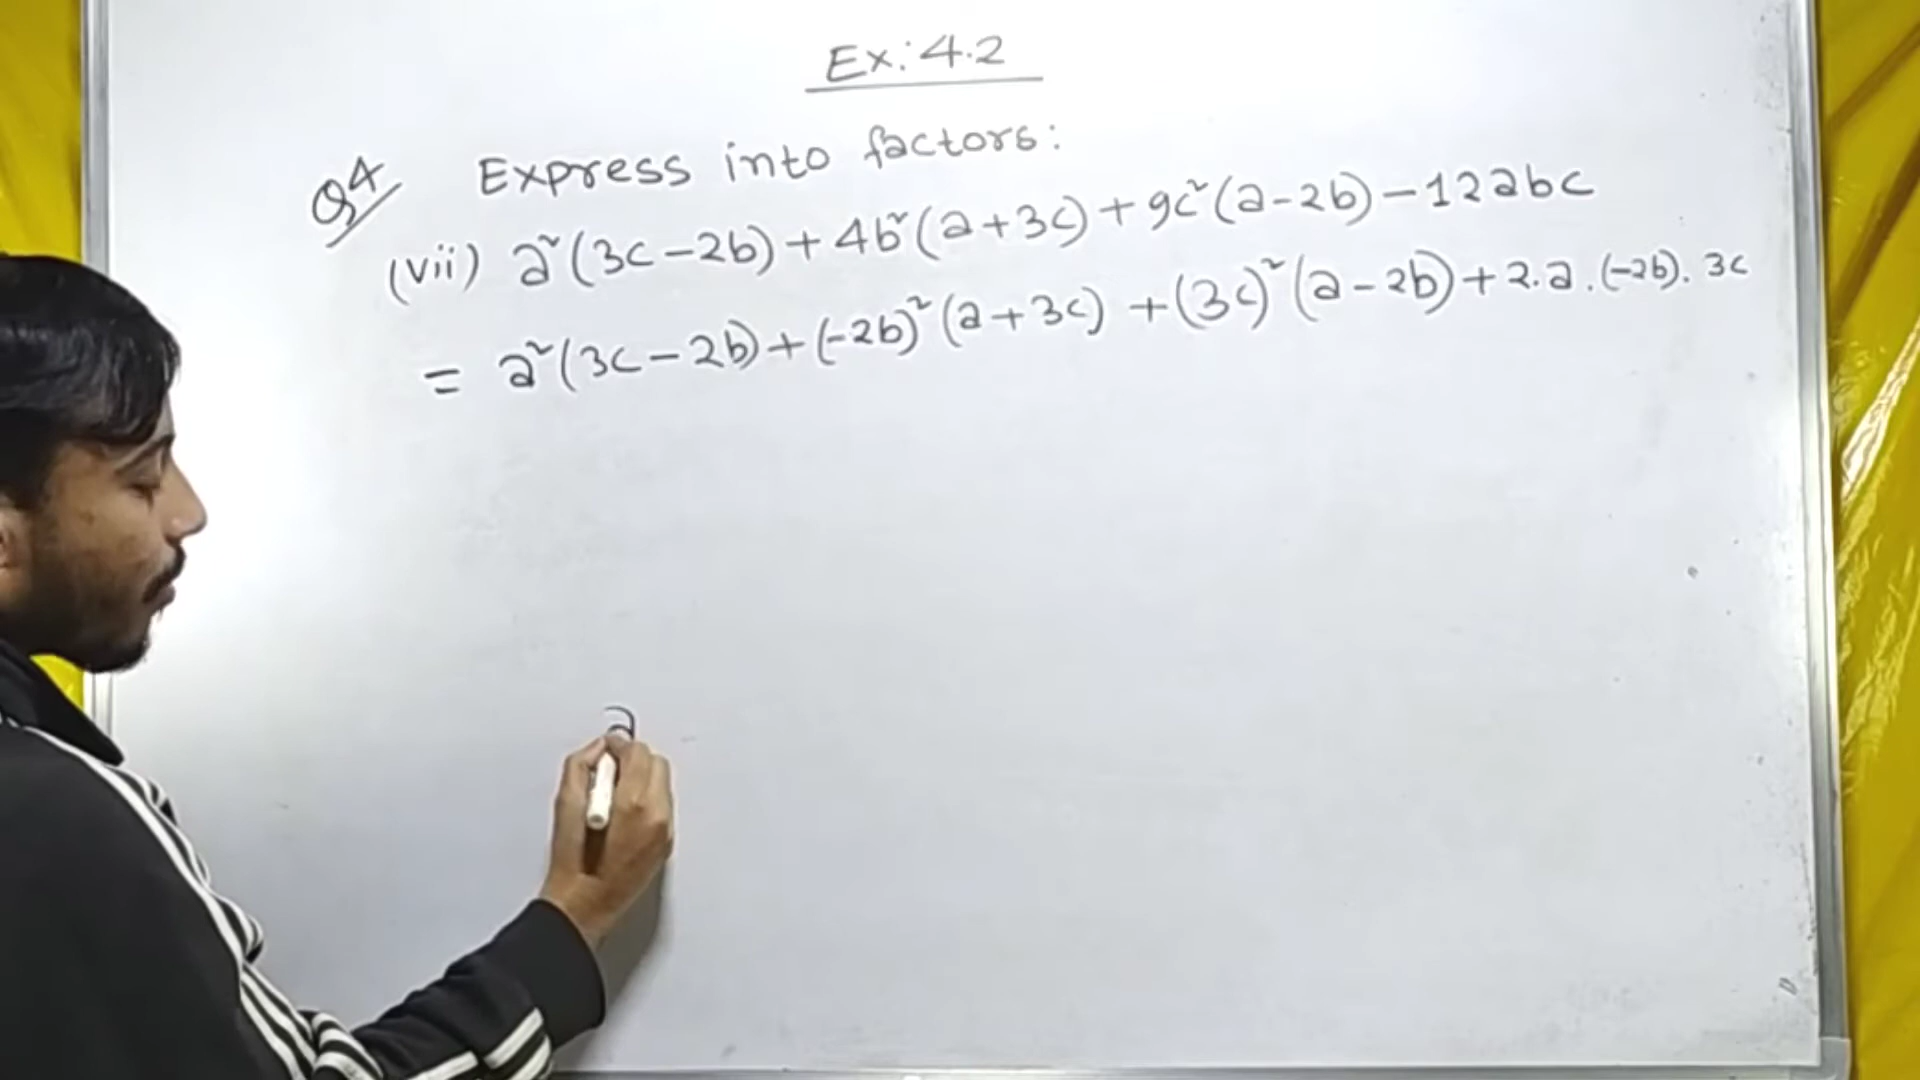 Ex: 4.2
Q4 Express into factors:
(vii) a²(3c-2b)+4b²(a+3c)+9c²(a-2b)-12abc
= a²(3c-2b)+(-2b)²(a+3c)+(3c)²(a-2b)+2.a.(-2b).3c
a